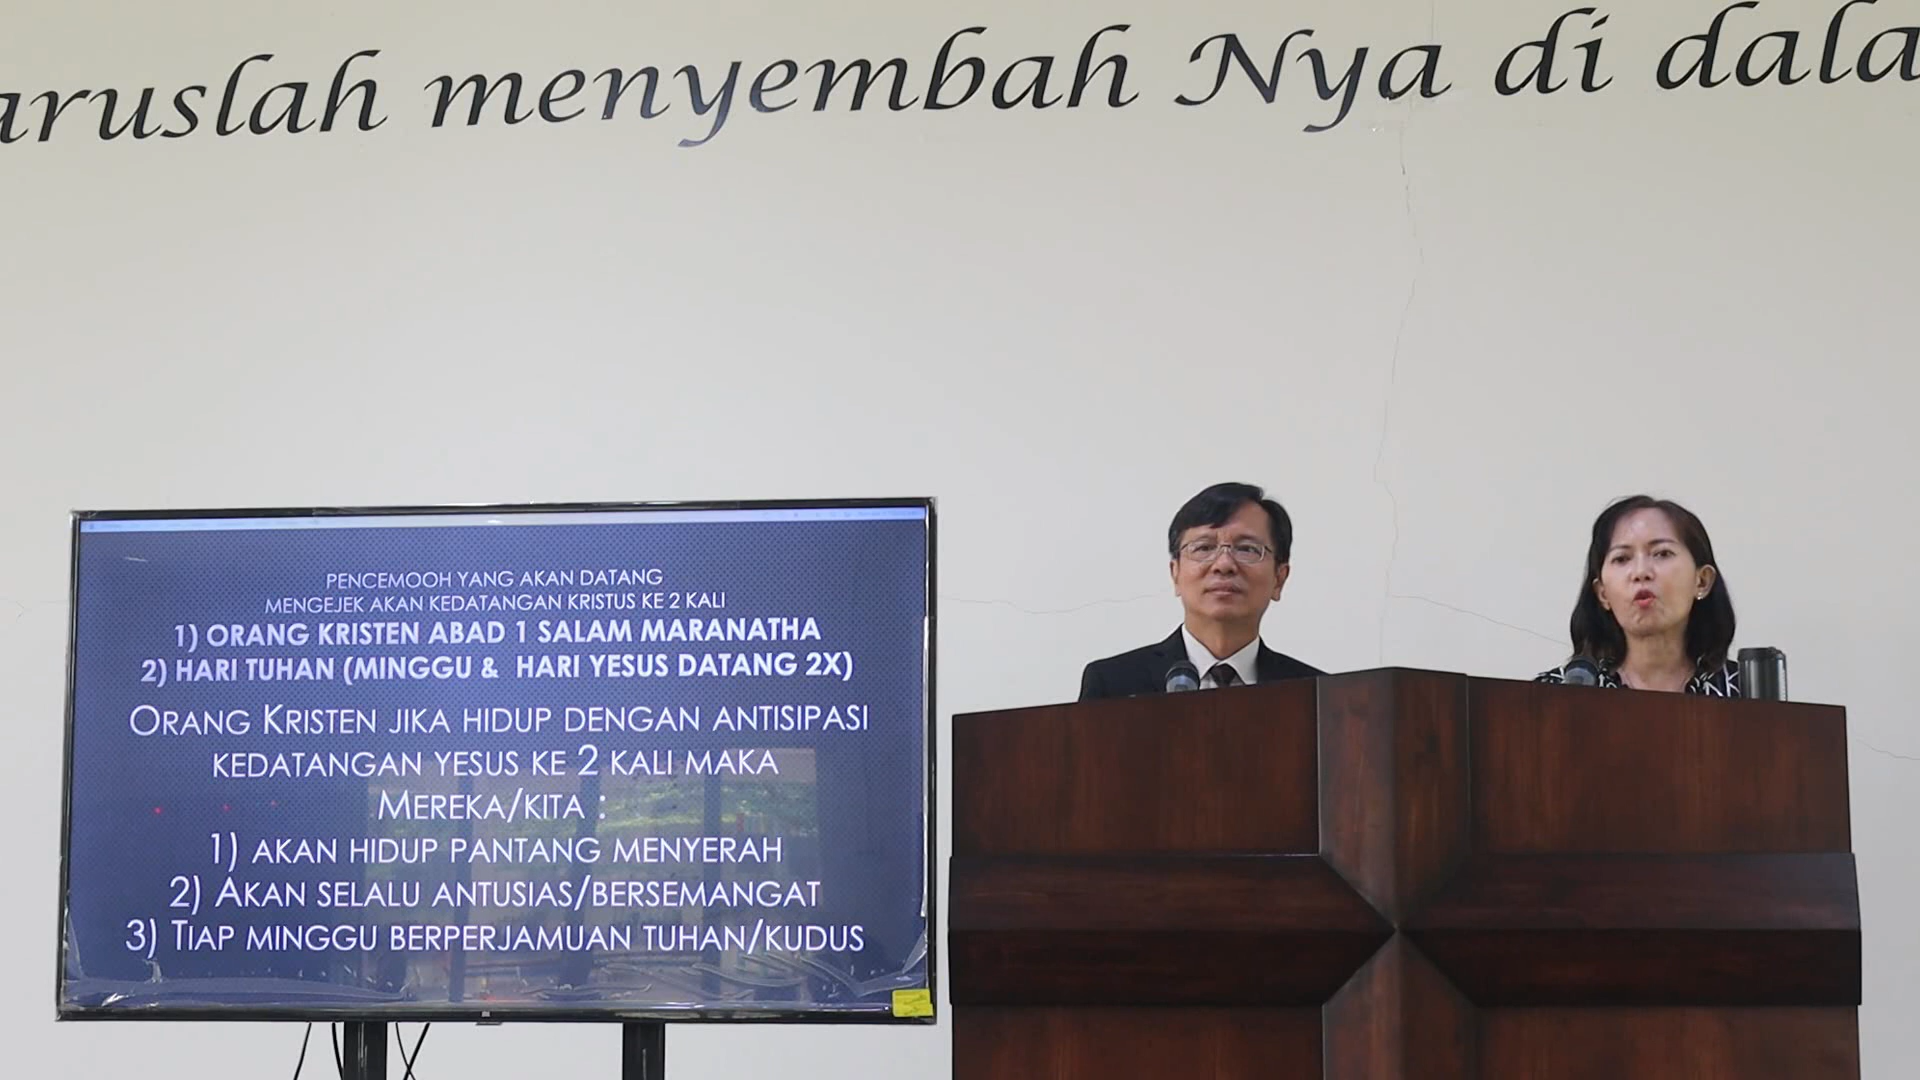 aruslah menyembah Nya di dala
PENCEMOOH YANG AKAN DATANG
MENGEJEK AKAN KEDATANGAN KRISTUS KE 2 KALI
1) ORANG KRISTEN ABAD 1 SALAM MARANATHA
2) HARI TUHAN (MINGGU & HARI YESUS DATANG 2X)
ORANG KRISTEN JIKA HIDUP DENGAN ANTISIPASI
KEDATANGAN YESUS KE 2 KALI MAKA
MEREKA/KITA :
1) AKAN HIDUP PANTANG MENYERAH
2) AKAN SELALU ANTUSIAS/BERSEMANGAT
3) TIAP MINGGU BERPERJAMUAN TUHAN/KUDUS